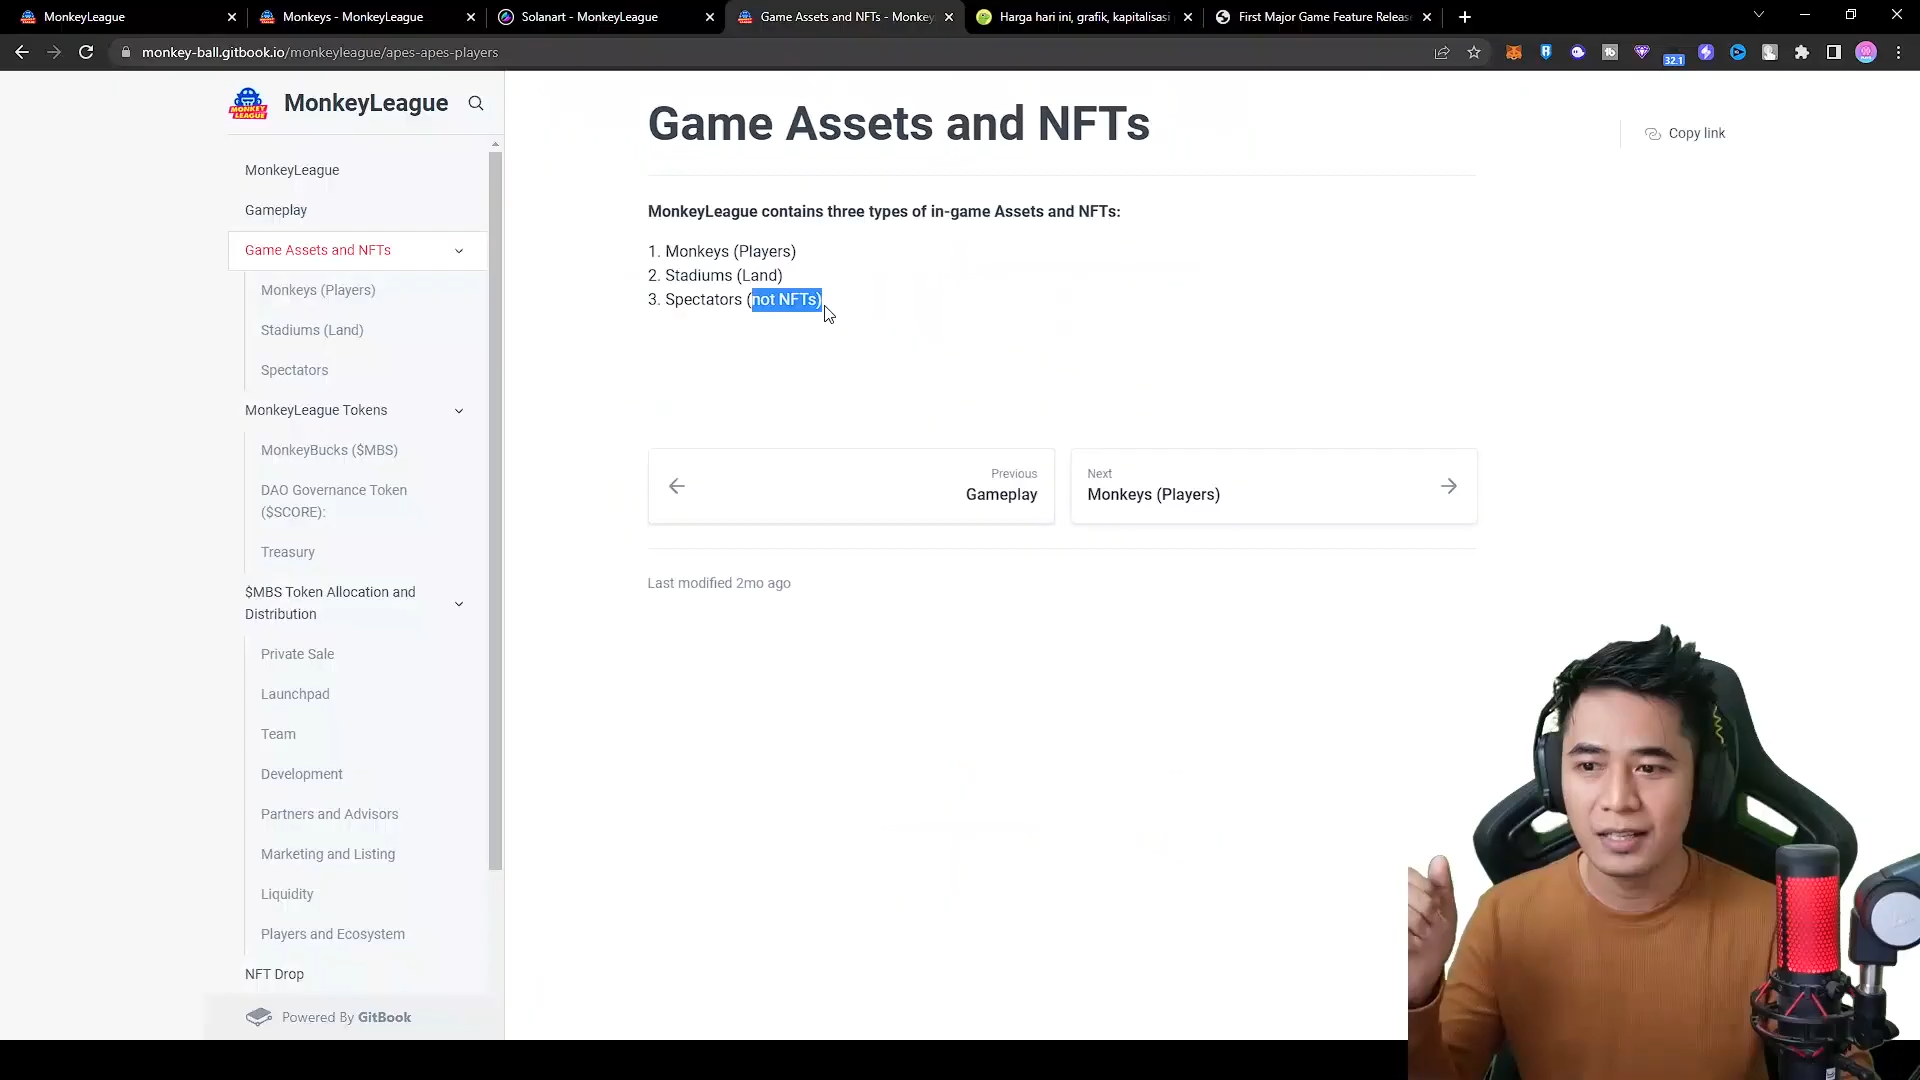 MonkeyLeague
Monkeys - MonkeyLeague
Solanart - MonkeyLeague
Game Assets and NFTs - Monkey
Harga hari ini, grafik, kapitalisasi
First Major Game Feature Releas
monkey-ball.gitbook.io/monkeyleague/apes-apes-players
32.1
MONKEY
LEAGUE
MonkeyLeague
MonkeyLeague
Gameplay
Game Assets and NFTs
Monkeys (Players)
Stadiums (Land)
Spectators
MonkeyLeague Tokens
MonkeyBucks ($MBS)
DAO Governance Token
($SCORE):
Treasury
$MBS Token Allocation and
Distribution
Private Sale
Launchpad
Team
Development
Partners and Advisors
Marketing and Listing
Liquidity
Players and Ecosystem
NFT Drop
Powered By GitBook
Game Assets and NFTs
Copy link
MonkeyLeague contains three types of in-game Assets and NFTs:
1. Monkeys (Players)
2. Stadiums (Land)
3. Spectators (not NFTs)
Previous
Gameplay
Next
Monkeys (Players)
Last modified 2mo ago